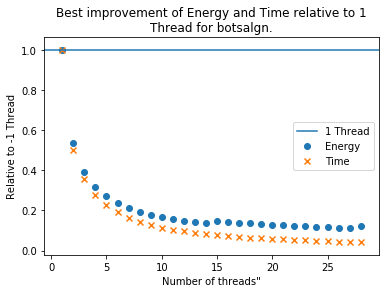 Best improvement of Energy and Time relative to 1
Thread for botsalgn.
Relative to -1 Thread
1.0
0.8
0.6
0.4
0.2
0.0
1 Thread
Energy
Time
0
5
10
15
20
25
Number of threads"